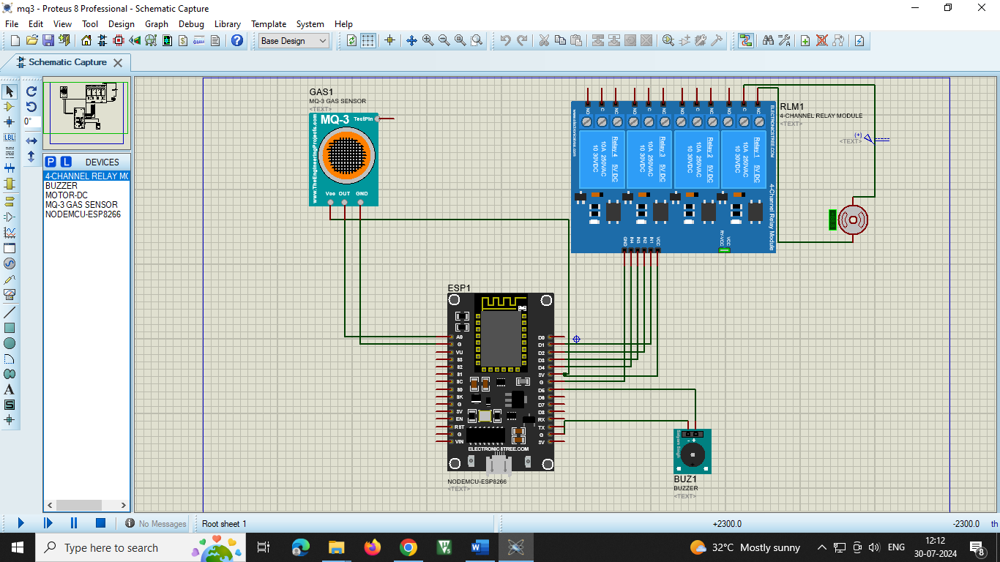 mq3 - Proteus 8 Professional - Schematic Capture
File Edit View Tool Design Graph Debug Library Template System Help
Base Design
Schematic Capture
0°
LBL
A
S
P L DEVICES
4-CHANNEL RELAY MO
BUZZER
MOTOR-DC
MQ-3 GAS SENSOR
NODEMCU-ESP8266
GAS1
MQ-3 GAS SENSOR
<TEXT>
MQ-3 TestPin
www.TheEngineeringProjects.com
Vcc OUT GND
RLM1
4-CHANNEL RELAY MODULE
<TEXT>
NO C NC NO C NC NO C NC NO C NC
www.electronicstree.com
ELECTRONICSTREE.COM
4-Channel Relay Module
Relay 4 5V DC
10A 250VAC
10 30VDC
Relay 3 5V DC
10A 250VAC
10 30VDC
Relay 2 5V DC
10A 250VAC
10 30VDC
Relay 1 5V DC
10A 250VAC
10 30VDC
GND IN4 IN3 IN2 IN1 VCC
RY-VCC VCC
(+)
<TEXT>
ESP1
A0 D0
G D1
VU D2
S3 D3
S2 D4
S1 3V
SC G
S0 D5
SK D6
G D7
3V D8
EN RX
RST TX
G G
VIN 3V
ELECTRONICSTREE.COM
NODEMCU-ESP8266
<TEXT>
- +
BUZ1
BUZZER
<TEXT>
No Messages
Root sheet 1
+2300.0
-2300.0
th
Type here to search
32°C Mostly sunny
ENG
12:12
30-07-2024
8